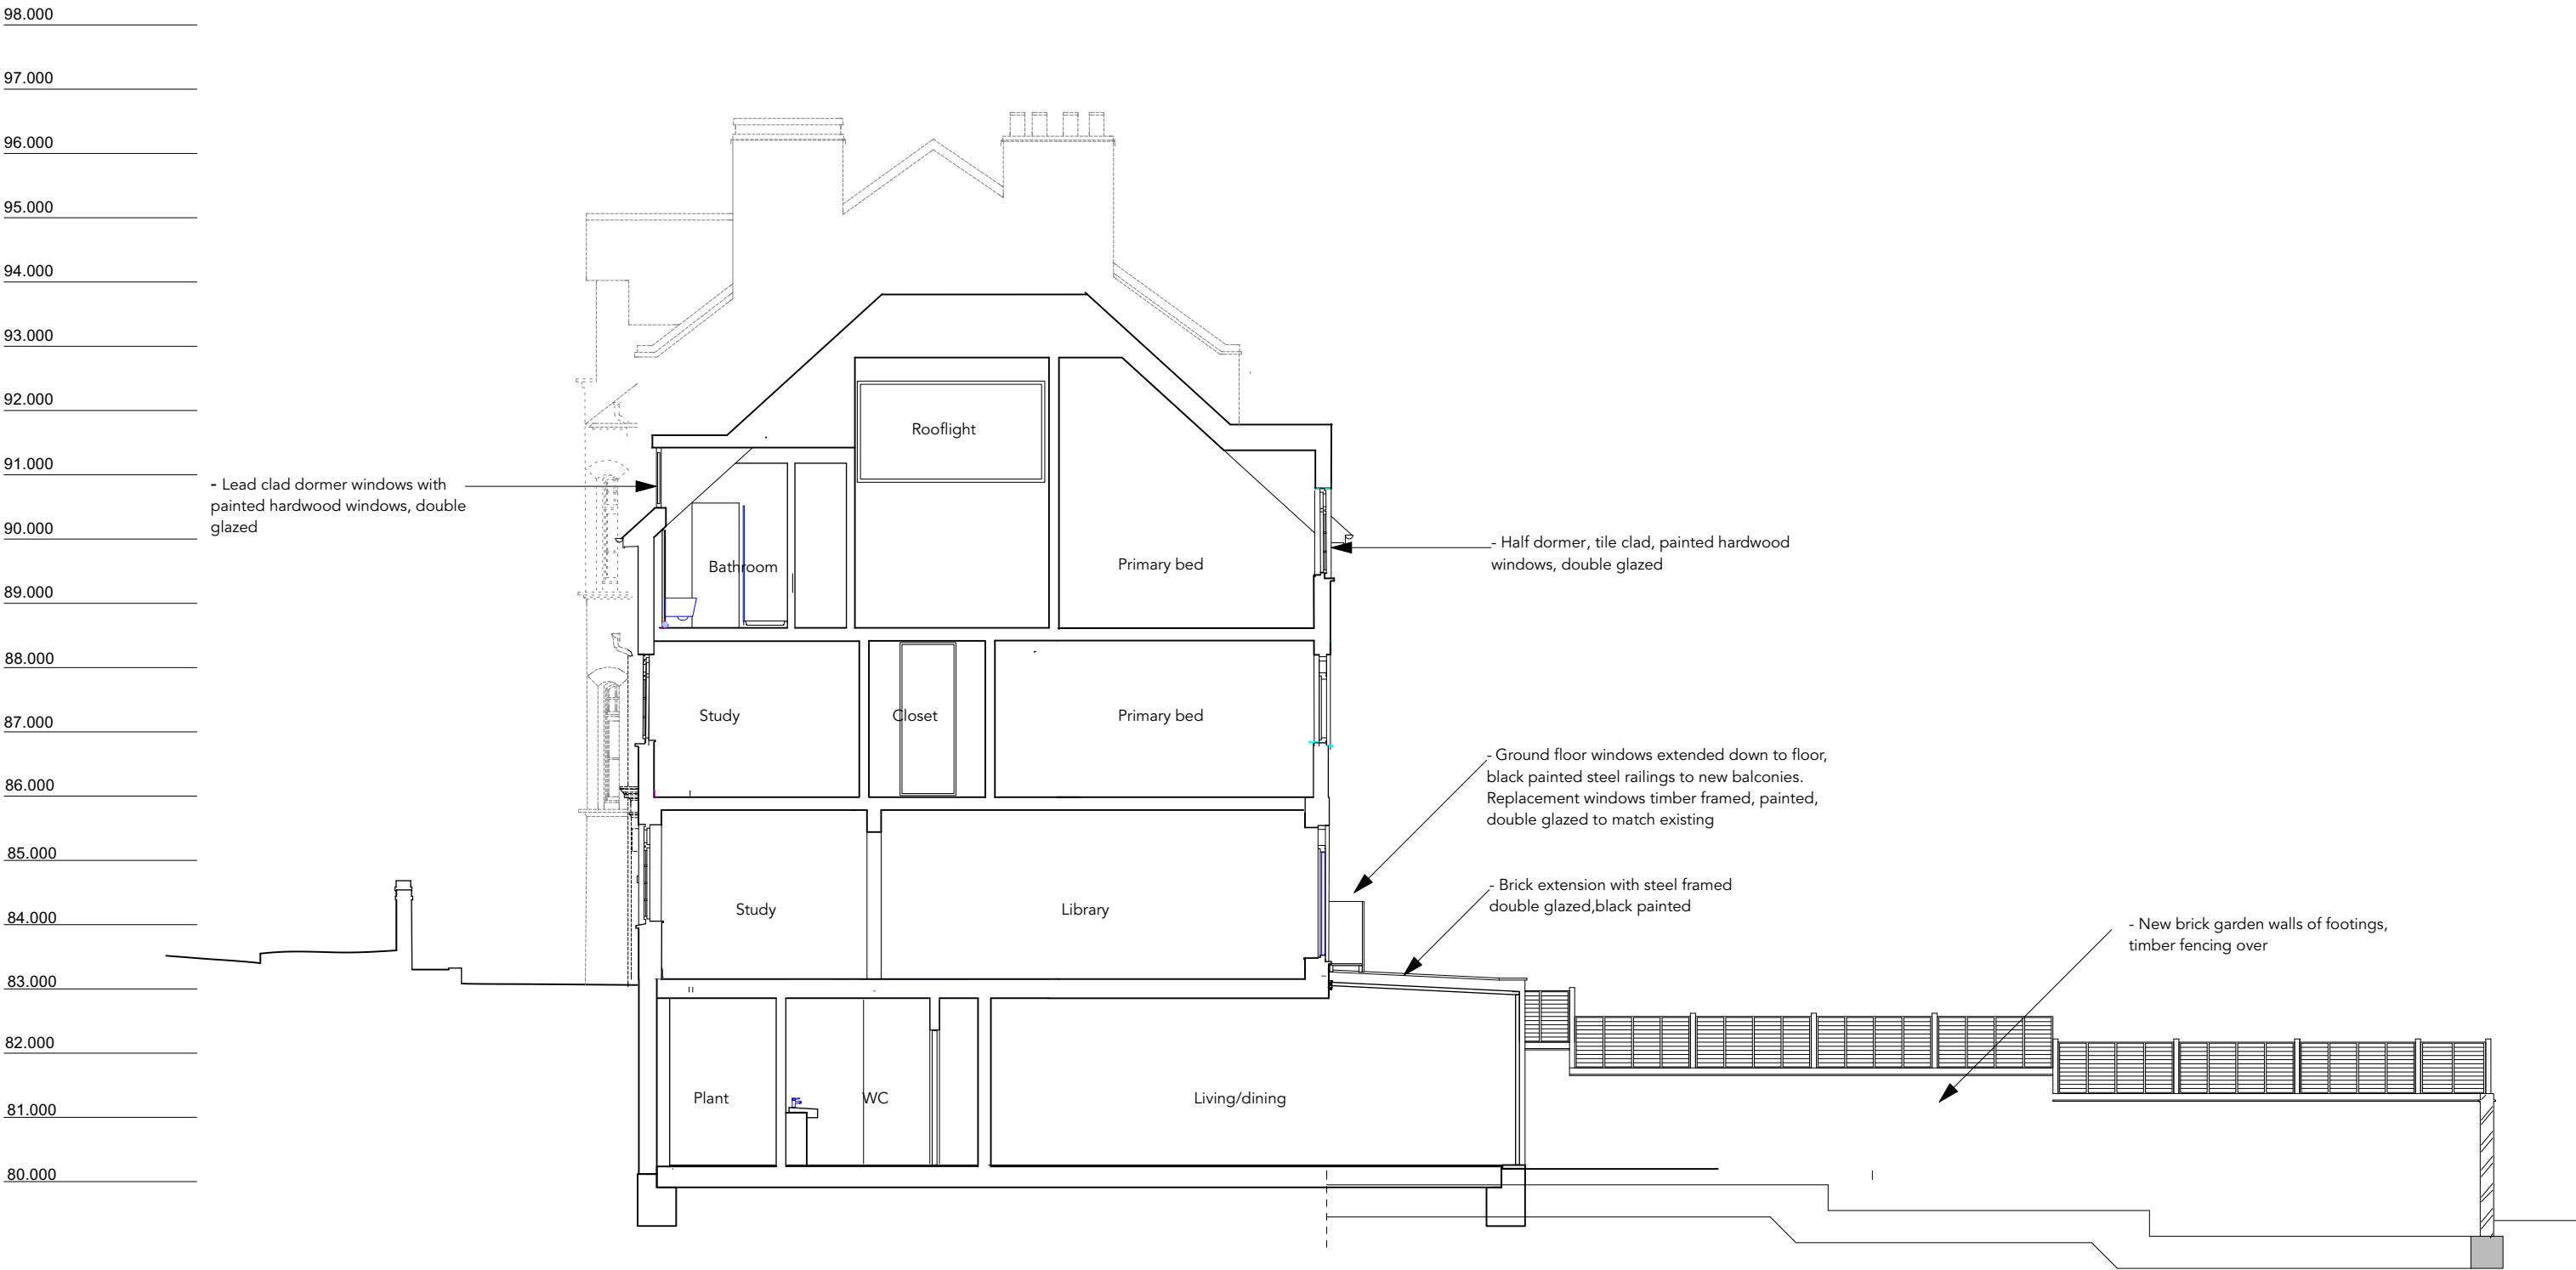 98.000
97.000
96.000
95.000
94.000
93.000
92.000
91.000
90.000
89.000
88.000
87.000
86.000
85.000
84.000
83.000
82.000
81.000
80.000
- Lead clad dormer windows with
painted hardwood windows, double
glazed
Rooflight
Bathroom
Primary bed
Study
Closet
Primary bed
Study
Library
Plant
WC
Living/dining
- Half dormer, tile clad, painted hardwood
windows, double glazed
- Ground floor windows extended down to floor,
black painted steel railings to new balconies.
Replacement windows timber framed, painted,
double glazed to match existing
- Brick extension with steel framed
double glazed,black painted
- New brick garden walls of footings,
timber fencing over